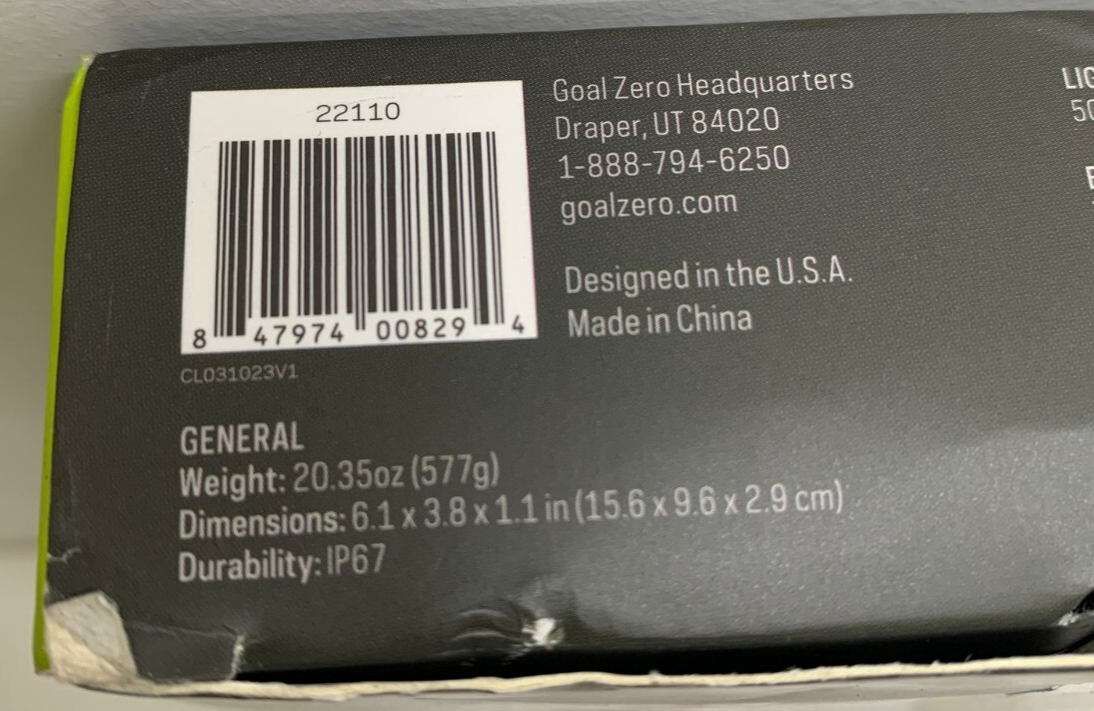 22110
8 47974 00829 4
CL031023V1
Goal Zero Headquarters
Draper, UT 84020
1-888-794-6250
goalzero.com
Designed in the U.S.A.
Made in China
GENERAL
Weight: 20.35oz (577g)
Dimensions: 6.1 x 3.8 x 1.1 in (15.6 x 9.6 x 2.9 cm)
Durability: IP67